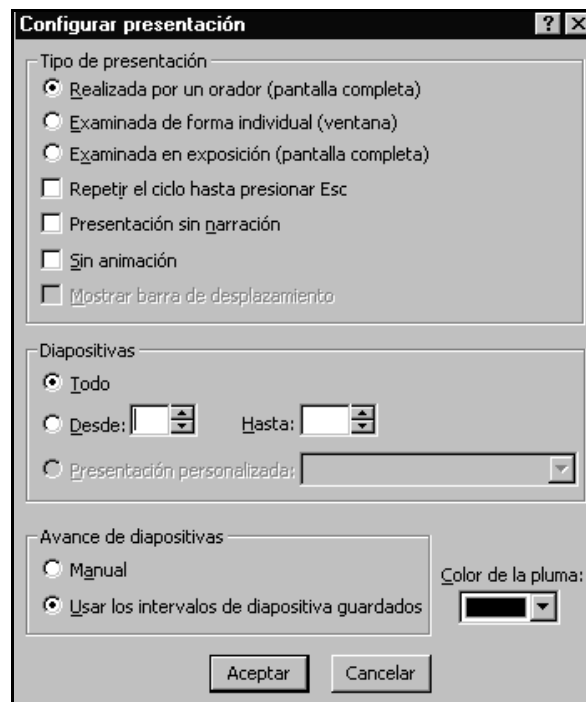 Configurar presentación
Tipo de presentación
Realizada por un orador (pantalla completa)
Examinada de forma individual (ventana)
Examinada en exposición (pantalla completa)
Repetir el ciclo hasta presionar Esc
Presentación sin narración
Sin animación
Mostrar barra de desplazamiento
Diapositivas
Todo
Desde: Hasta:
Presentación personalizada:
Avance de diapositivas
Manual
Usar los intervalos de diapositiva guardados
Color de la pluma:
Aceptar Cancelar